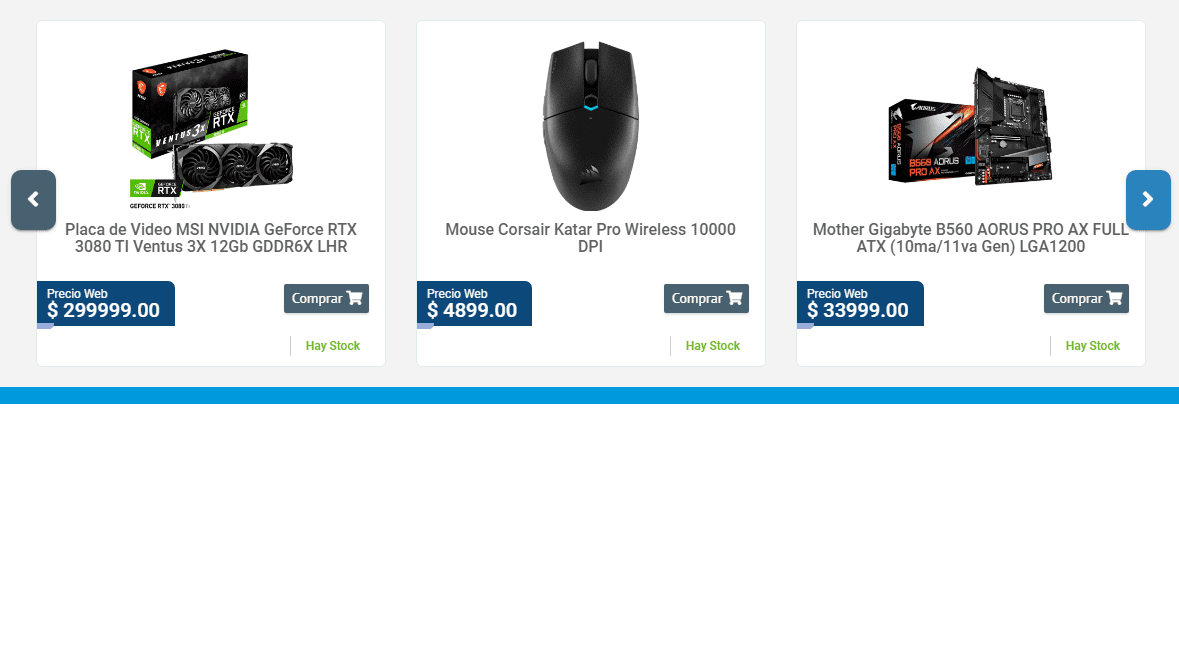 VENTUS 3X
GEFORCE
RTX
RTX
NVIDIA
GEFORCE
RTX
GEFORCE RTX™ 3080 Ti
AORUS
B560 AORUS
PRO AX
Placa de Video MSI NVIDIA GeForce RTX
3080 TI Ventus 3X 12Gb GDDR6X LHR
Precio Web
$ 299999.00
Comprar
Hay Stock
Mouse Corsair Katar Pro Wireless 10000
DPI
Precio Web
$ 4899.00
Comprar
Hay Stock
Mother Gigabyte B560 AORUS PRO AX FULL
ATX (10ma/11va Gen) LGA1200
Precio Web
$ 33999.00
Comprar
Hay Stock